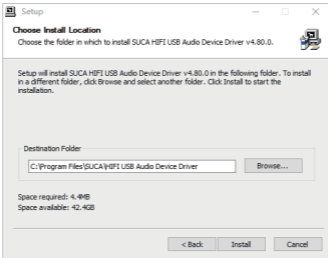 Setup
Choose Install Location
Choose the folder in which to install SUCA HIFI USB Audio Device Driver v4.80.0.
Setup will install SUCA HIFI USB Audio Device Driver v4.80.0 in the following folder. To install
in a different folder, click Browse and select another folder. Click Install to start the
installation.
Destination Folder
C:\Program Files\SUCA\HIFI USB Audio Device Driver
Browse...
Space required: 4.4MB
Space available: 42.4GB
< Back
Install
Cancel